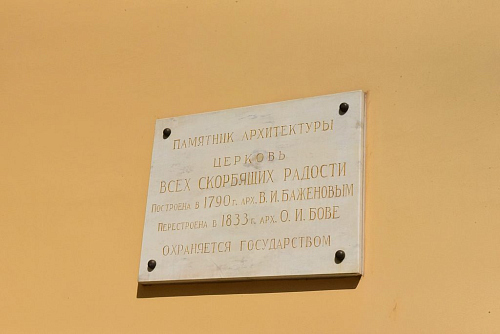 ПАМЯТНИК АРХИТЕКТУРЫ
ЦЕРКОВЬ
ВСЕХ СКОРБЯЩИХ РАДОСТИ
ПОСТРОЕНА В 1790 г. АРХ. В. И. БАЖЕНОВЫМ
ПЕРЕСТРОЕНА В 1833 г. АРХ. О. И. БОВЕ
ОХРАНЯЕТСЯ ГОСУДАРСТВОМ